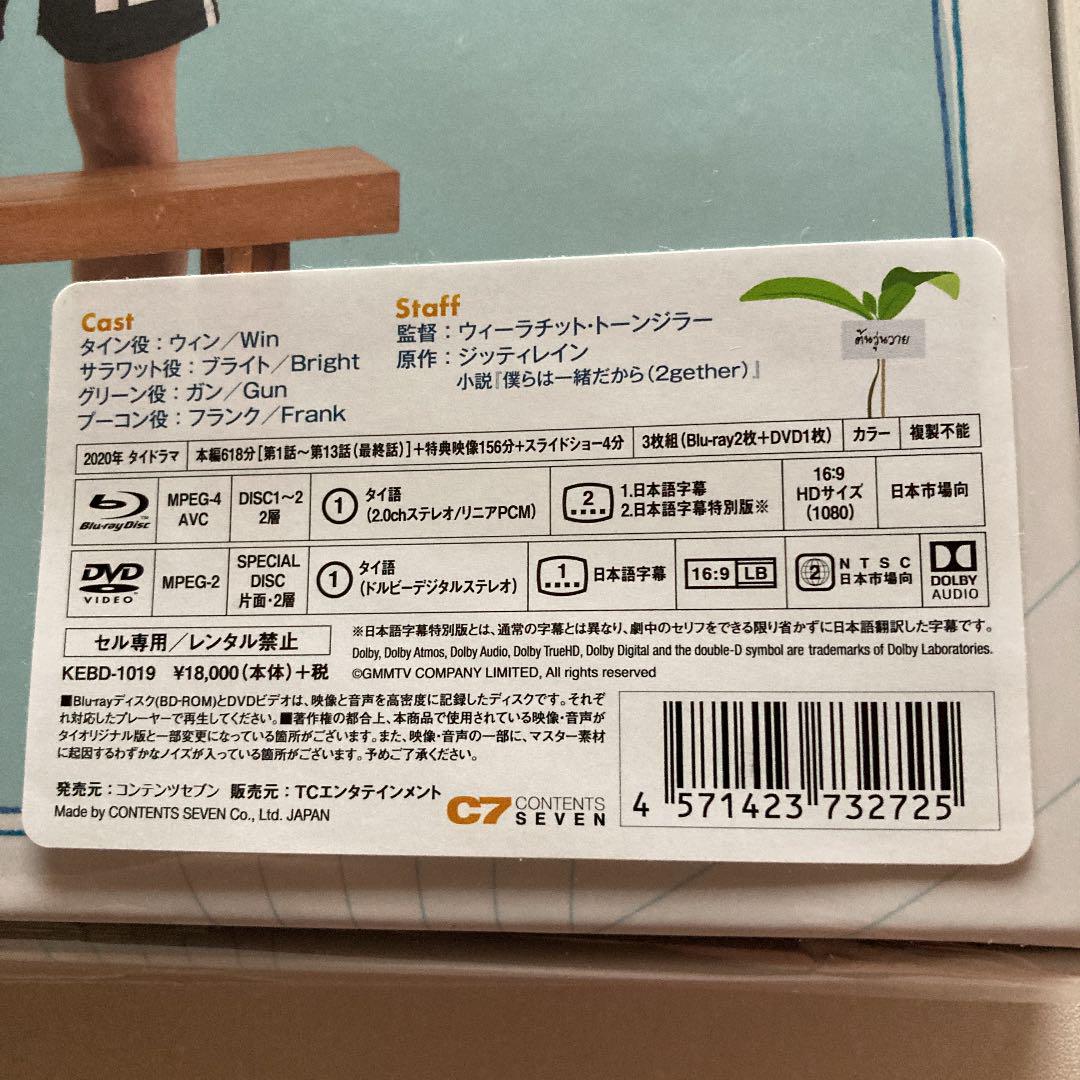 Cast
タイン役：ウィン／Win
サラワット役：ブライト／Bright
グリーン役：ガン／Gun
プーコン役：フランク／Frank
Staff
監督：ウィーラチット・トーンジラー
原作：ジッティレイン
小説『僕らは一緒だから（2gether）』
ต้นวุ่นวาย
2020年 タイドラマ 本編618分［第1話～第13話（最終話）］＋特典映像156分＋スライドショー4分 3枚組（Blu-ray2枚＋DVD1枚） カラー 複製不能
Blu-ray Disc MPEG-4 AVC DISC1～2 2層 1 タイ語 (2.0chステレオ/リニアPCM) 2 1.日本語字幕 2.日本語字幕特別版※ 16:9 HDサイズ (1080) 日本市場向
DVD VIDEO MPEG-2 SPECIAL DISC 片面・2層 1 タイ語 (ドルビーデジタルステレオ) 1 日本語字幕 16:9 LB 2 NTSC 日本市場向 DOLBY AUDIO
セル専用／レンタル禁止
KEBD-1019 ¥18,000（本体）＋税
※日本語字幕特別版とは、通常の字幕とは異なり、劇中のセリフをできる限り省かずに日本語翻訳した字幕です。
Dolby, Dolby Atmos, Dolby Audio, Dolby TrueHD, Dolby Digital and the double-D symbol are trademarks of Dolby Laboratories.
©GMMTV COMPANY LIMITED, All rights reserved
■Blu-rayディスク(BD-ROM)とDVDビデオは、映像と音声を高密度に記録したディスクです。それぞ
れ対応したプレーヤーで再生してください。■著作権の都合上、本商品で使用されている映像・音声が
タイオリジナル版と一部変更になっている箇所がございます。また、映像・音声の一部に、マスター素材
に起因するわずかなノイズが入っている箇所がございます。予めご了承ください。
発売元：コンテンツセブン 販売元：TCエンタテインメント
Made by CONTENTS SEVEN Co., Ltd. JAPAN
C7 CONTENTS SEVEN
4 571423 732725